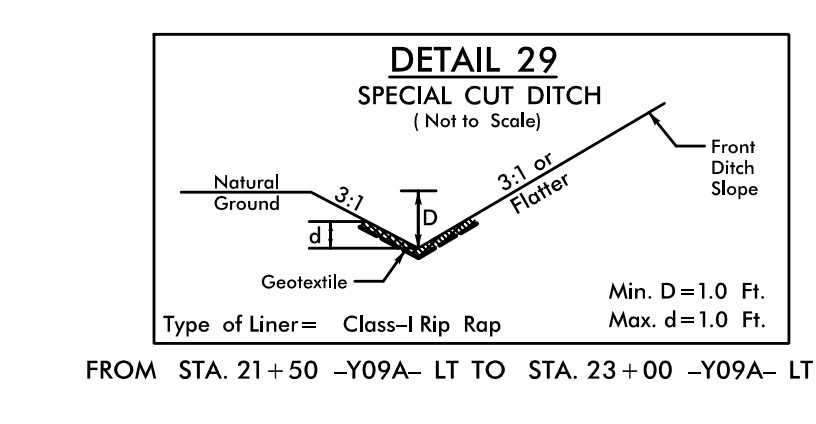 DETAIL 29
SPECIAL CUT DITCH
( Not to Scale)
Front
Ditch
Slope
3:1 or
Flatter
Natural
Ground
3:1
D
d
Geotextile
Min. D=1.0 Ft.
Max. d=1.0 Ft.
Type of Liner= Class-I Rip Rap
FROM STA. 21+50 -Y09A- LT TO STA. 23+00 -Y09A- LT